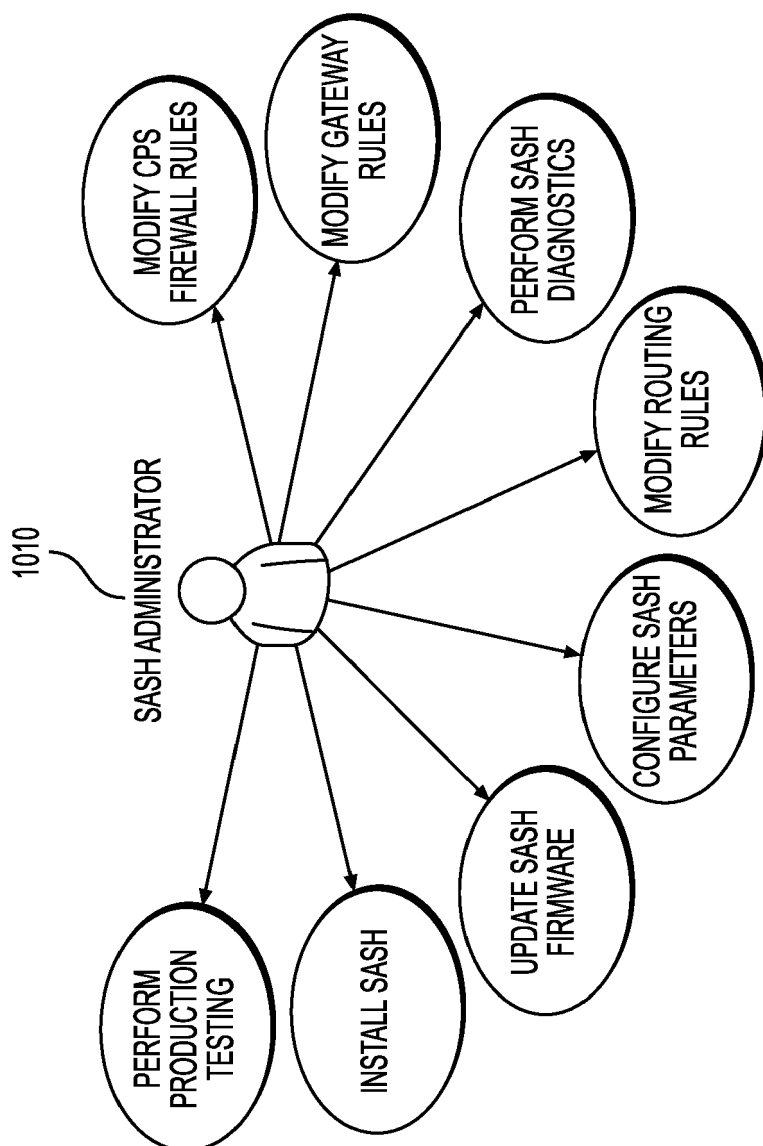 1010
SASH ADMINISTRATOR
PERFORM
PRODUCTION
TESTING
INSTALL SASH
UPDATE SASH
FIRMWARE
CONFIGURE SASH
PARAMETERS
MODIFY ROUTING
RULES
PERFORM SASH
DIAGNOSTICS
MODIFY GATEWAY
RULES
MODIFY CPS
FIREWALL RULES